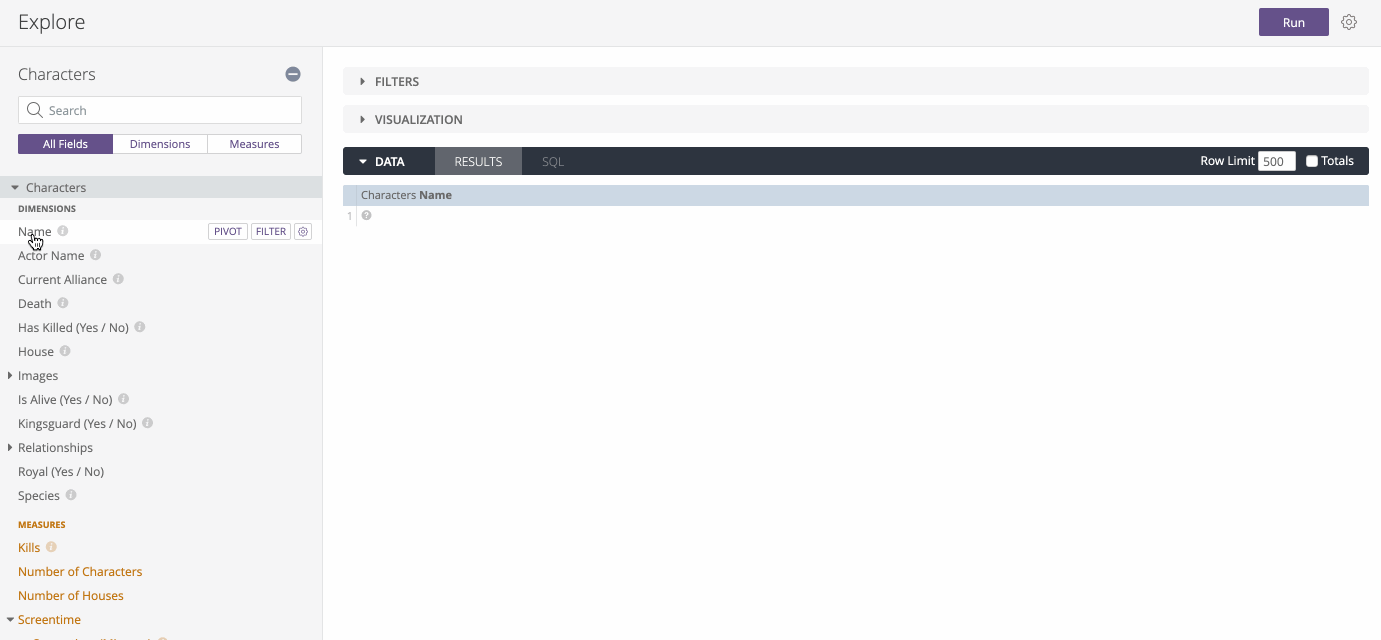 Explore
Run
Characters
Search
All Fields Dimensions Measures
Characters
DIMENSIONS
Name PIVOT FILTER
Actor Name
Current Alliance
Death
Has Killed (Yes / No)
House
Images
Is Alive (Yes / No)
Kingsguard (Yes / No)
Relationships
Royal (Yes / No)
Species
MEASURES
Kills
Number of Characters
Number of Houses
Screentime
FILTERS
VISUALIZATION
DATA RESULTS SQL Row Limit 500 Totals
Characters Name
1